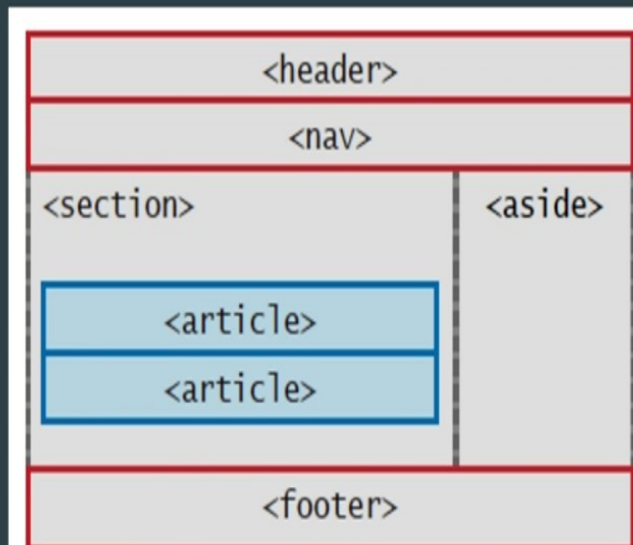 <header>
<nav>
<section>
<aside>
<article>
<article>
<footer>